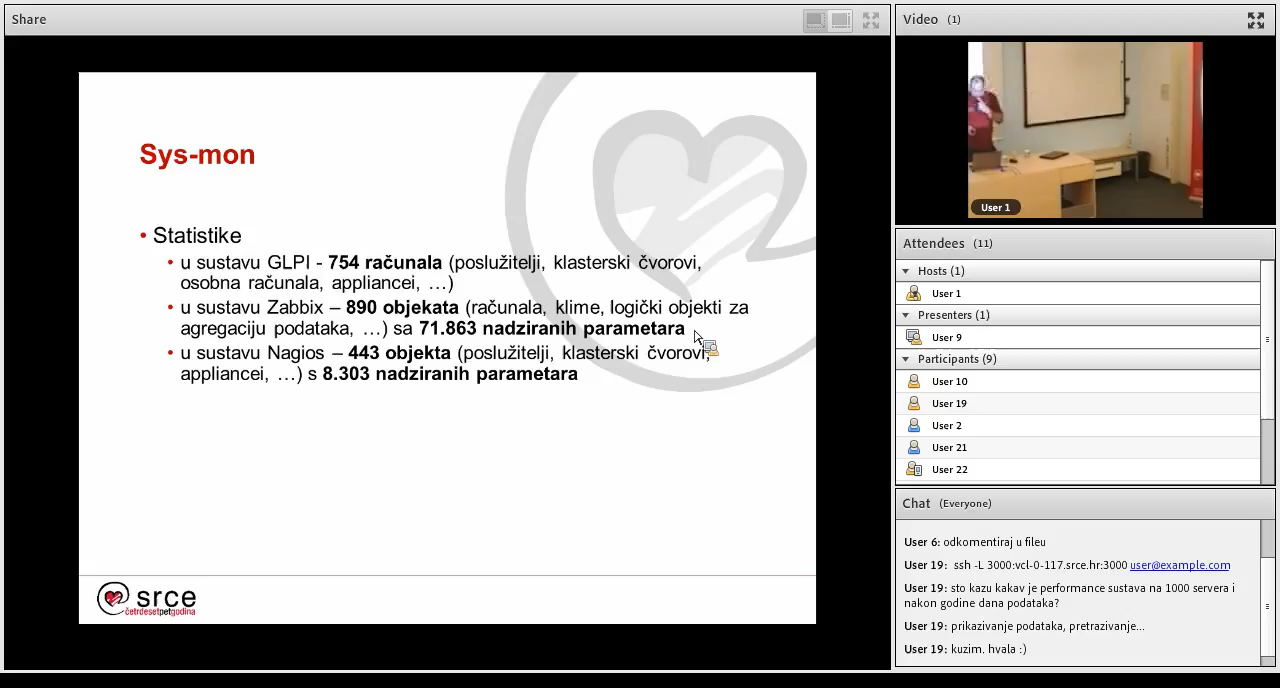 Share
Sys-mon
• Statistike
• u sustavu GLPI - 754 računala (poslužitelji, klasterski čvorovi,
osobna računala, appliancei, …)
• u sustavu Zabbix – 890 objekata (računala, klime, logički objekti za
agregaciju podataka, …) sa 71.863 nadziranih parametara
• u sustavu Nagios – 443 objekta (poslužitelji, klasterski čvorovi,
appliancei, …) s 8.303 nadziranih parametara
srce
četrdesetpetgodina
Video (1)
User 1
Attendees (11)
Hosts (1)
User 1
Presenters (1)
User 9
Participants (9)
User 10
User 19
User 2
User 21
User 22
Chat (Everyone)
User 6: odkomentiraj u fileu
User 19: ssh -L 3000:vcl-0-117.srce.hr:3000 user@example.com
User 19: sto kazu kakav je performance sustava na 1000 servera i
nakon godine dana podataka?
User 19: prikazivanje podataka, pretrazivanje...
User 19: kuzim. hvala :)